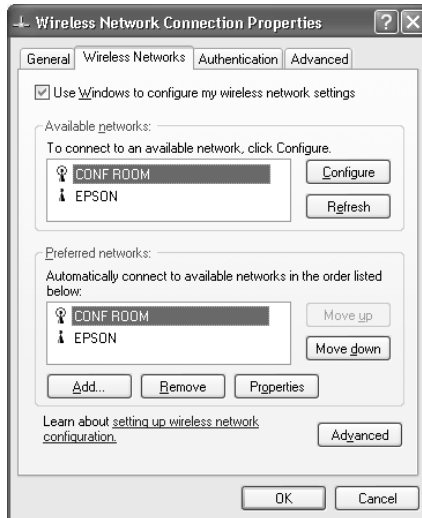 Wireless Network Connection Properties
General Wireless Networks Authentication Advanced
Use Windows to configure my wireless network settings
Available networks:
To connect to an available network, click Configure.
CONF ROOM
EPSON
Configure
Refresh
Preferred networks:
Automatically connect to available networks in the order listed
below:
CONF ROOM
EPSON
Move up
Move down
Add... Remove Properties
Learn about setting up wireless network
configuration.
Advanced
OK Cancel